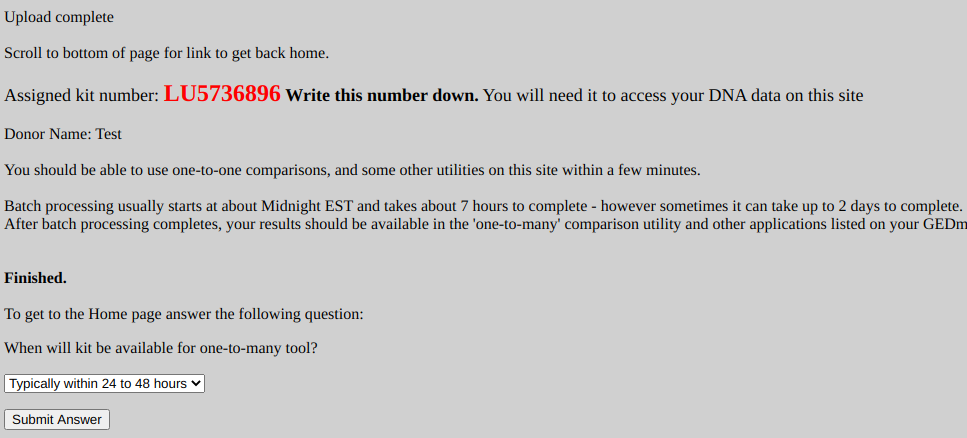 Upload complete
Scroll to bottom of page for link to get back home.
Assigned kit number: LU5736896 Write this number down. You will need it to access your DNA data on this site
Donor Name: Test
You should be able to use one-to-one comparisons, and some other utilities on this site within a few minutes.
Batch processing usually starts at about Midnight EST and takes about 7 hours to complete - however sometimes it can take up to 2 days to complete.
After batch processing completes, your results should be available in the 'one-to-many' comparison utility and other applications listed on your GEDm
Finished.
To get to the Home page answer the following question:
When will kit be available for one-to-many tool?
Typically within 24 to 48 hours
Submit Answer